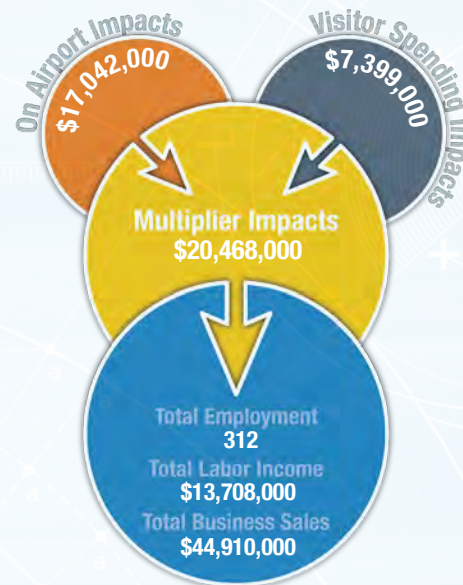 On Airport Impacts
$17,042,000
Visitor Spending Impacts
$7,399,000
Multiplier Impacts
$20,468,000
Total Employment
312
Total Labor Income
$13,708,000
Total Business Sales
$44,910,000